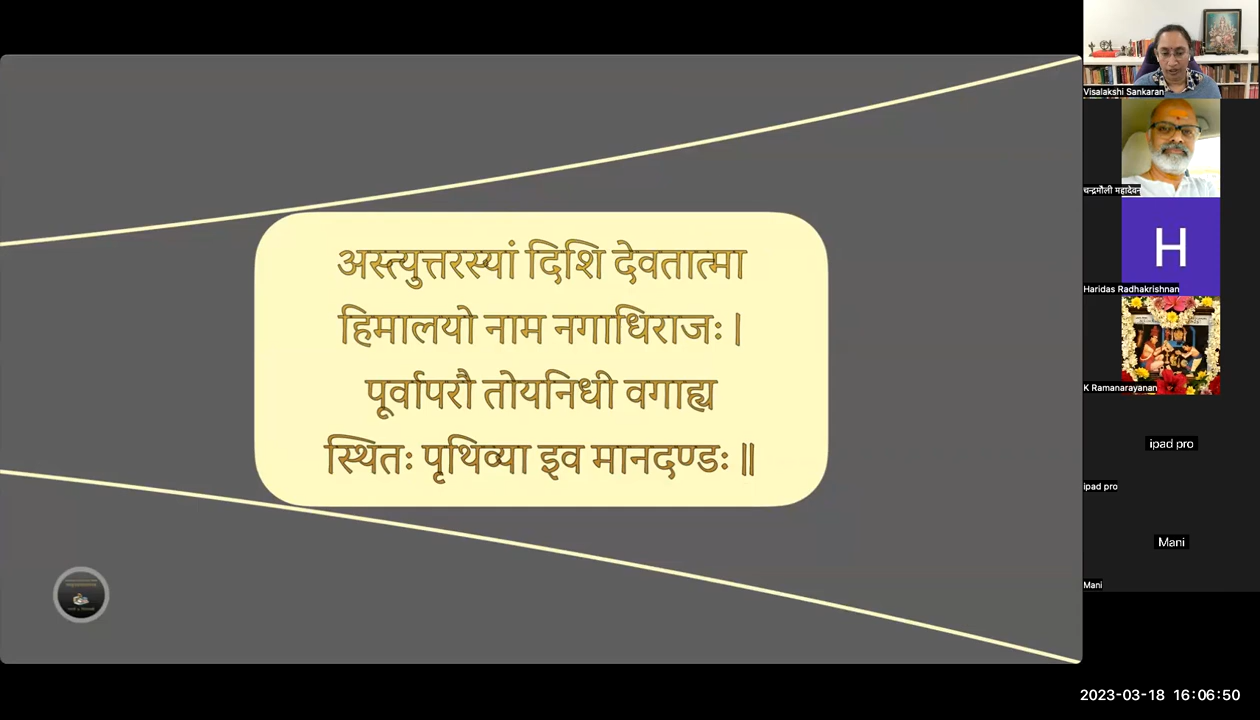 अस्त्युत्तरस्यां दिशि देवतात्मा
हिमालयो नाम नगाधिराजः |
पूर्वापरौ तोयनिधी वगाह्य
स्थितः पृथिव्या इव मानदण्डः ||
Visalakshi Sankaran
चन्द्रमौली महादेवन
H
Haridas Radhakrishnan
K Ramanarayanan
ipad pro
ipad pro
Mani
Mani
2023-03-18 16:06:50